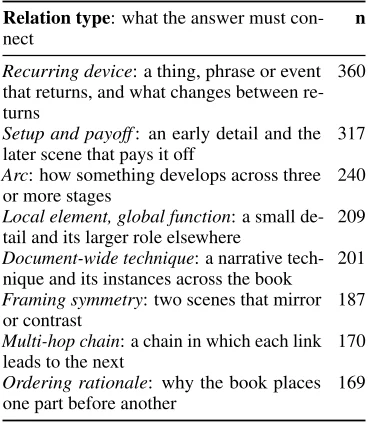 Relation type: what the answer must con- n
nect
Recurring device: a thing, phrase or event 360
that returns, and what changes between re-
turns
Setup and payoff: an early detail and the 317
later scene that pays it off
Arc: how something develops across three 240
or more stages
Local element, global function: a small de- 209
tail and its larger role elsewhere
Document-wide technique: a narrative tech- 201
nique and its instances across the book
Framing symmetry: two scenes that mirror 187
or contrast
Multi-hop chain: a chain in which each link 170
leads to the next
Ordering rationale: why the book places 169
one part before another